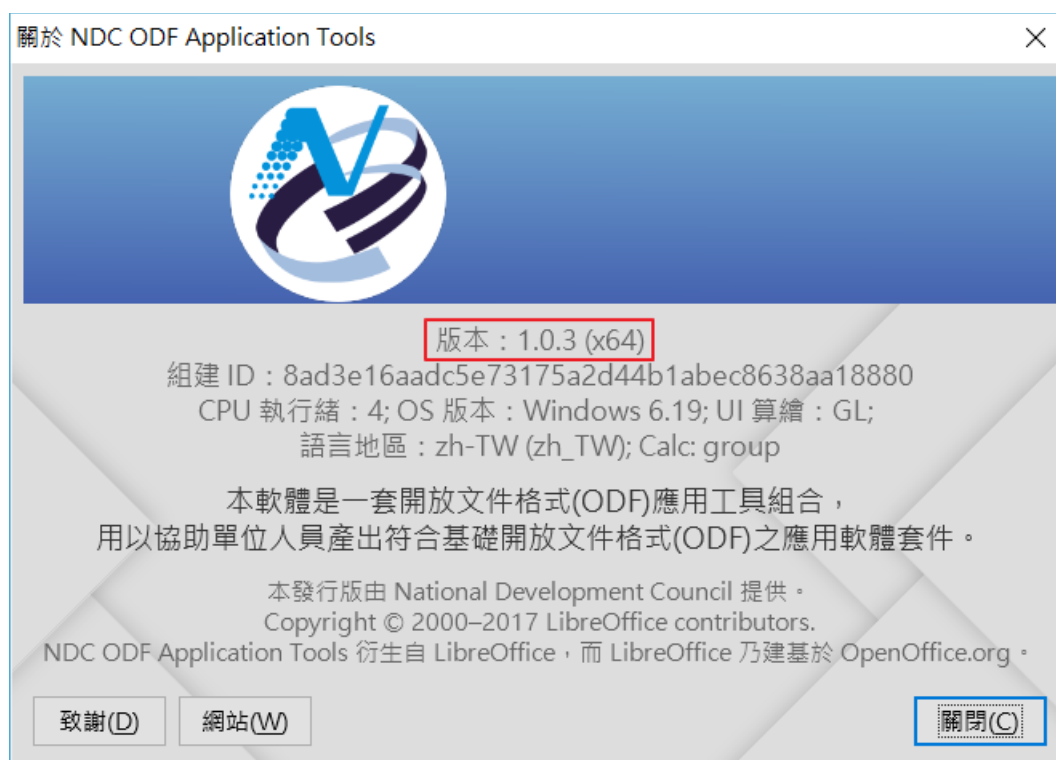 關於 NDC ODF Application Tools
版本：1.0.3 (x64)
組建 ID：8ad3e16aadc5e73175a2d44b1abec8638aa18880
CPU 執行緒：4; OS 版本：Windows 6.19; UI 算繪：GL;
語言地區：zh-TW (zh_TW); Calc: group
本軟體是一套開放文件格式(ODF)應用工具組合，
用以協助單位人員產出符合基礎開放文件格式(ODF)之應用軟體套件。
本發行版由 National Development Council 提供。
Copyright © 2000–2017 LibreOffice contributors.
NDC ODF Application Tools 衍生自 LibreOffice，而 LibreOffice 乃建基於 OpenOffice.org。
致謝(D) 網站(W) 關閉(C)